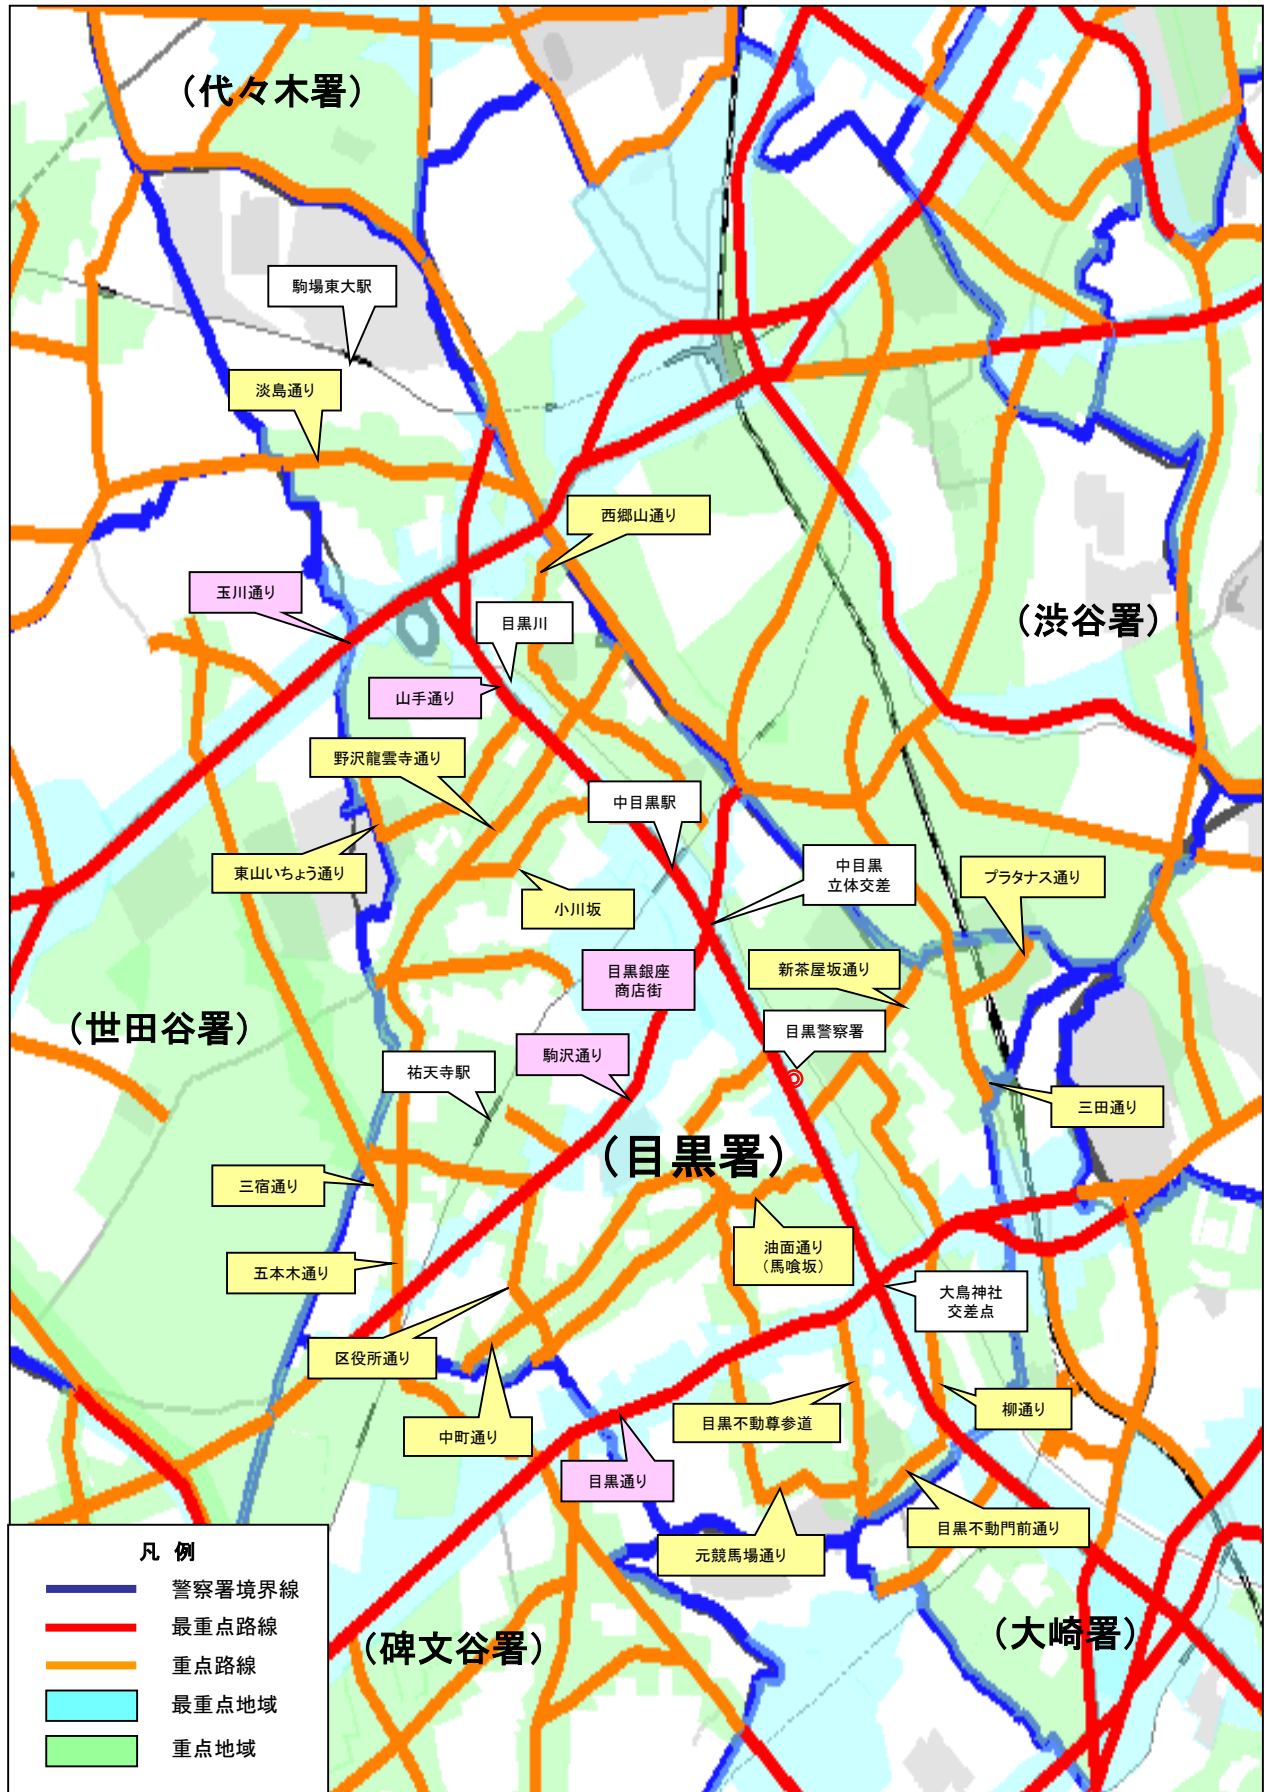 （代々木署）
駒場東大駅
淡島通り
西郷山通り
玉川通り
目黒川
（渋谷署）
山手通り
野沢龍雲寺通り
中目黒駅
東山いちょう通り
中目黒
立体交差
プラタナス通り
小川坂
目黒銀座
商店街
新茶屋坂通り
（世田谷署）
目黒警察署
駒沢通り
祐天寺駅
三田通り
（目黒署）
三宿通り
油面通り
（馬喰坂）
五本木通り
大鳥神社
交差点
区役所通り
柳通り
目黒不動尊参道
中町通り
目黒通り
目黒不動門前通り
元競馬場通り
（碑文谷署）
（大崎署）
凡 例
警察署境界線
最重点路線
重点路線
最重点地域
重点地域